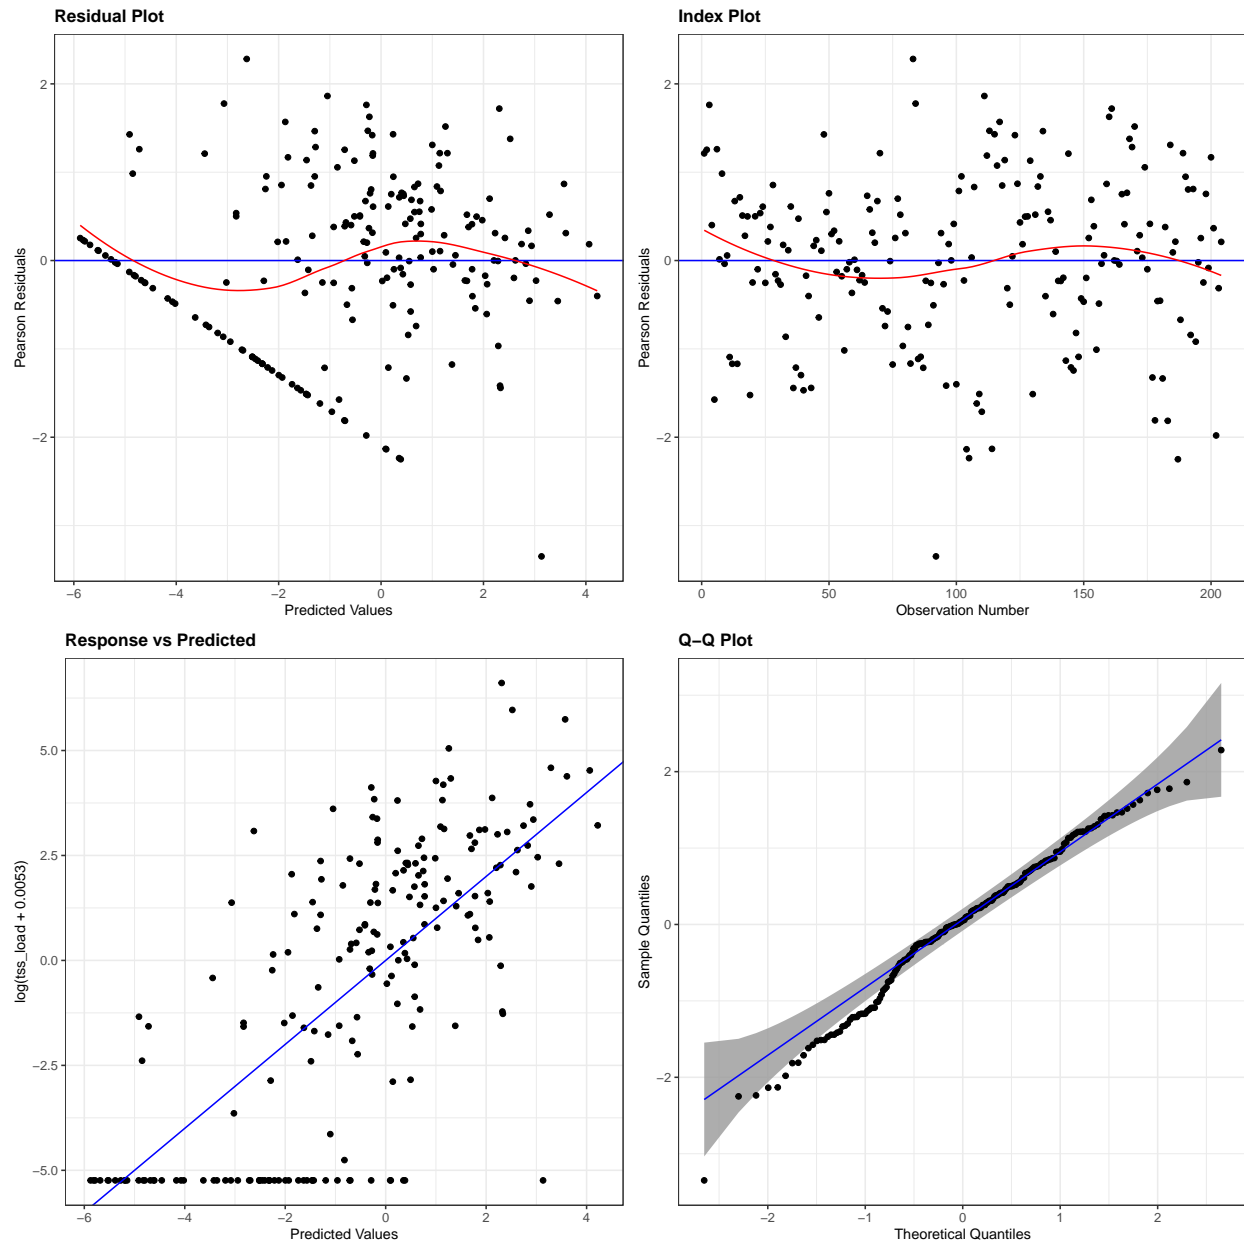 Residual Plot
Pearson Residuals
2
0
−2
−6 −4 −2 0 2 4
Predicted Values
Index Plot
Pearson Residuals
2
0
−2
0 50 100 150 200
Observation Number
Response vs Predicted
log(tss_load + 0.0053)
5.0
2.5
0.0
−2.5
−5.0
−6 −4 −2 0 2 4
Predicted Values
Q−Q Plot
Sample Quantiles
2
0
−2
−2 −1 0 1 2
Theoretical Quantiles